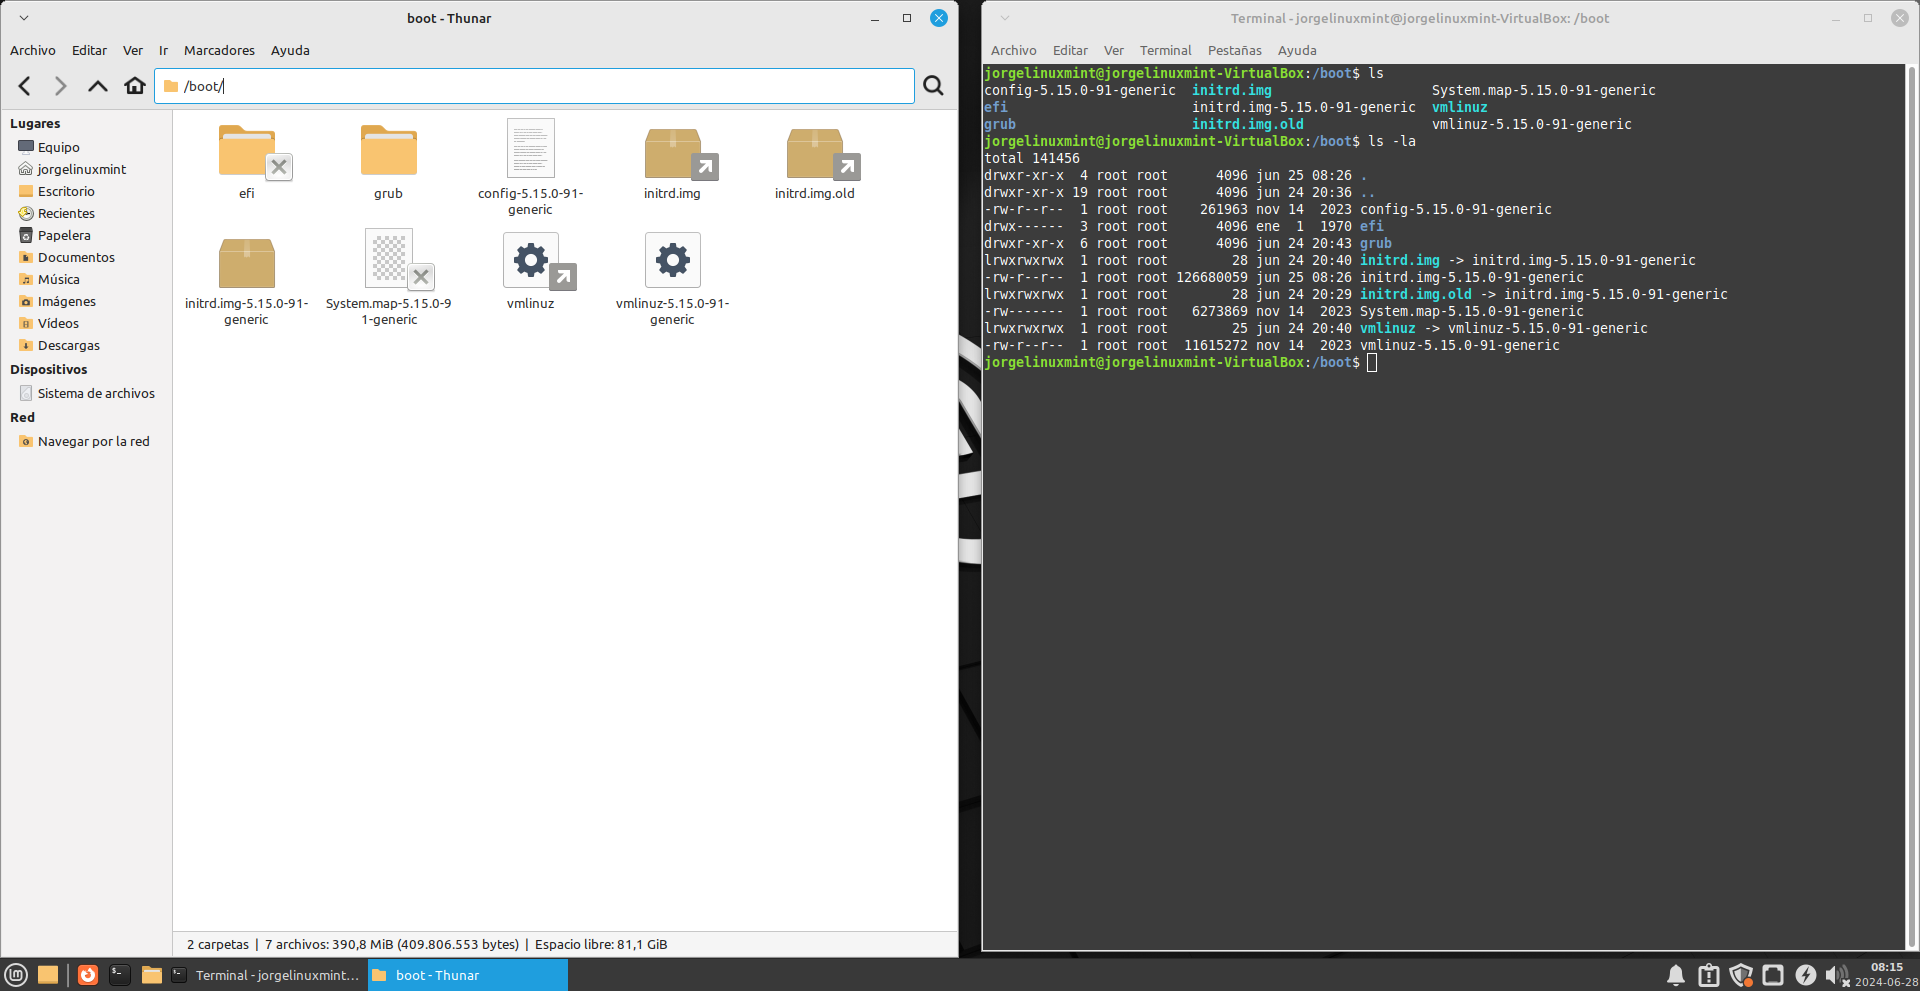 boot - Thunar
Archivo Editar Ver Ir Marcadores Ayuda
/boot/
Lugares
Equipo
jorgelinuxmint
Escritorio
Recientes
Papelera
Documentos
Música
Imágenes
Vídeos
Descargas
Dispositivos
Sistema de archivos
Red
Navegar por la red
efi
grub
config-5.15.0-91-
generic
initrd.img
initrd.img.old
initrd.img-5.15.0-91-
generic
System.map-5.15.0-9
1-generic
vmlinuz
vmlinuz-5.15.0-91-
generic
2 carpetas | 7 archivos: 390,8 MiB (409.806.553 bytes) | Espacio libre: 81,1 GiB
Terminal - jorgelinuxmint@jorgelinuxmint-VirtualBox: /boot
Archivo Editar Ver Terminal Pestañas Ayuda
jorgelinuxmint@jorgelinuxmint-VirtualBox:/boot$ ls
config-5.15.0-91-generic initrd.img System.map-5.15.0-91-generic
efi initrd.img-5.15.0-91-generic vmlinuz
grub initrd.img.old vmlinuz-5.15.0-91-generic
jorgelinuxmint@jorgelinuxmint-VirtualBox:/boot$ ls -la
total 141456
drwxr-xr-x 4 root root 4096 jun 25 08:26 .
drwxr-xr-x 19 root root 4096 jun 24 20:36 ..
-rw-r--r-- 1 root root 261963 nov 14 2023 config-5.15.0-91-generic
drwx------ 3 root root 4096 ene 1 1970 efi
drwxr-xr-x 6 root root 4096 jun 24 20:43 grub
lrwxrwxrwx 1 root root 28 jun 24 20:40 initrd.img -> initrd.img-5.15.0-91-generic
-rw-r--r-- 1 root root 126680059 jun 25 08:26 initrd.img-5.15.0-91-generic
lrwxrwxrwx 1 root root 28 jun 24 20:29 initrd.img.old -> initrd.img-5.15.0-91-generic
-rw------- 1 root root 6273869 nov 14 2023 System.map-5.15.0-91-generic
lrwxrwxrwx 1 root root 25 jun 24 20:40 vmlinuz -> vmlinuz-5.15.0-91-generic
-rw-r--r-- 1 root root 11615272 nov 14 2023 vmlinuz-5.15.0-91-generic
jorgelinuxmint@jorgelinuxmint-VirtualBox:/boot$
Terminal - jorgelinuxmint...
boot - Thunar
08:15
2024-06-28